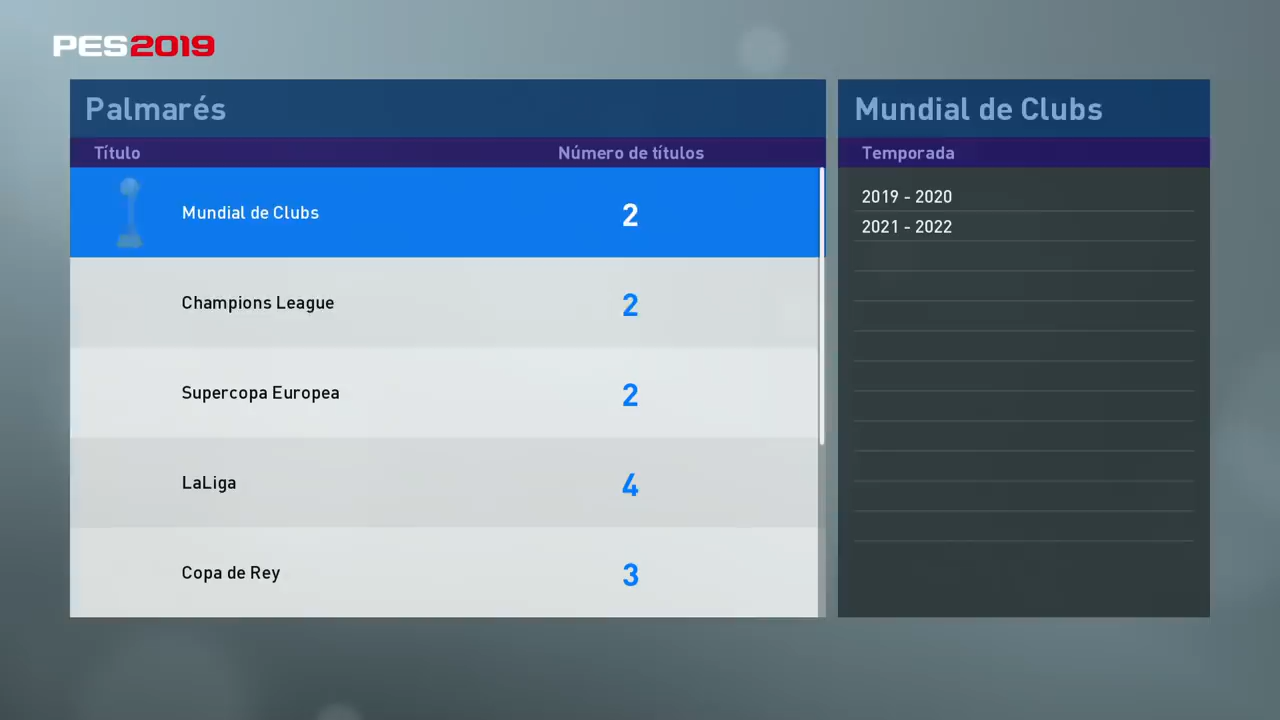 PES2019
Palmarés
Título Número de títulos
Mundial de Clubs 2
Champions League 2
Supercopa Europea 2
LaLiga 4
Copa de Rey 3
Mundial de Clubs
Temporada
2019 - 2020
2021 - 2022